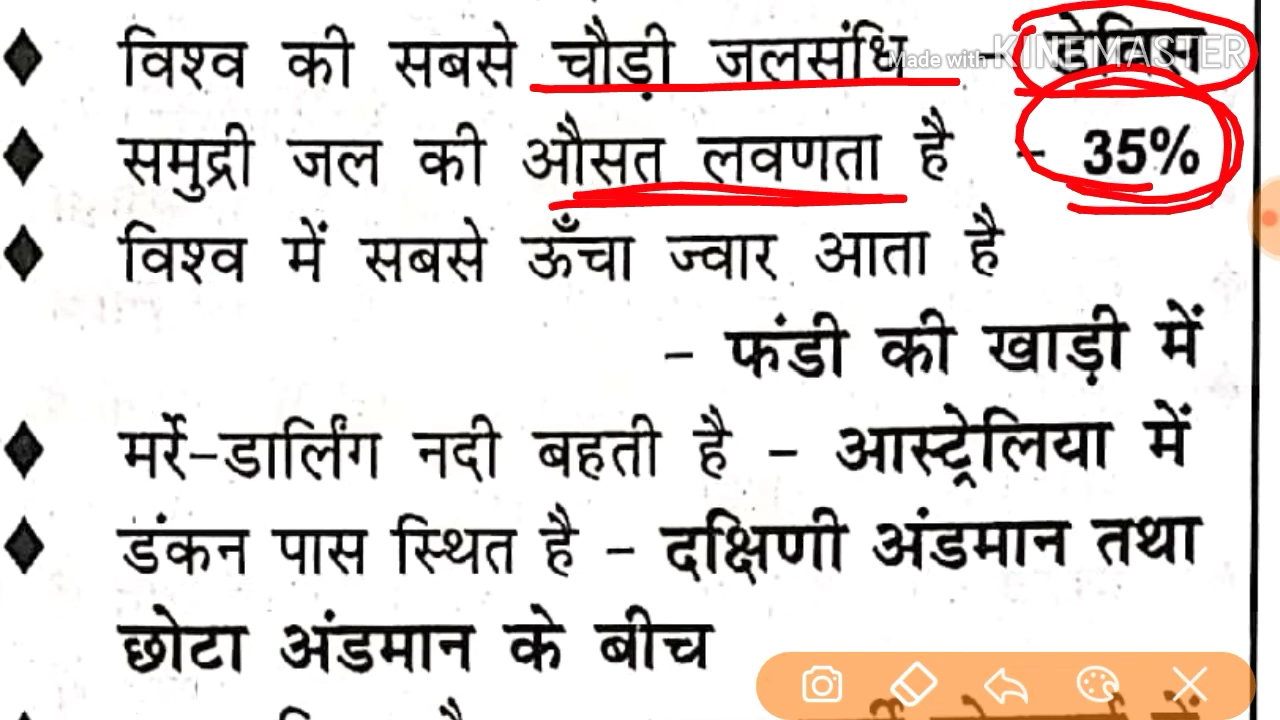 विश्व की सबसे चौड़ी जलसंधि - डेविस
Made with KINEMASTER
समुद्री जल की औसत लवणता है - 35%
विश्व में सबसे ऊँचा ज्वार आता है
- फंडी की खाड़ी में
मर्रे-डार्लिंग नदी बहती है - आस्ट्रेलिया में
डंकन पास स्थित है - दक्षिणी अंडमान तथा
छोटा अंडमान के बीच